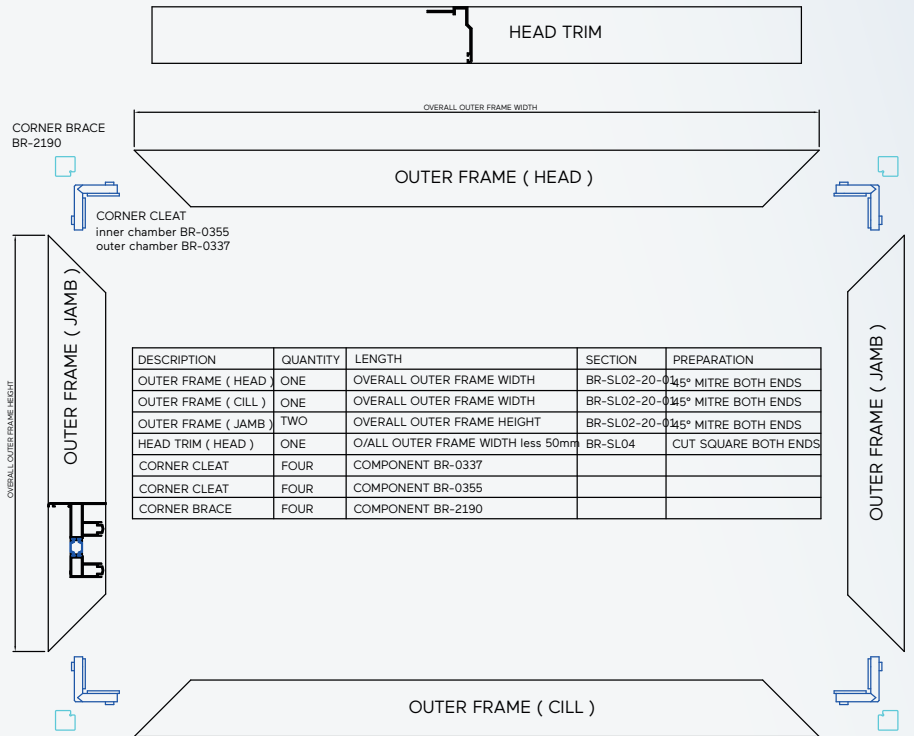 HEAD TRIM
OVERALL OUTER FRAME WIDTH
CORNER BRACE
BR-2190
OUTER FRAME ( HEAD )
CORNER CLEAT
inner chamber BR-0355
outer chamber BR-0337
OVERALL OUTER FRAME HEIGHT
OUTER FRAME ( JAMB )
OUTER FRAME ( JAMB )
DESCRIPTION QUANTITY LENGTH SECTION PREPARATION
OUTER FRAME ( HEAD ) ONE OVERALL OUTER FRAME WIDTH BR-SL02-20-01 45° MITRE BOTH ENDS
OUTER FRAME ( CILL ) ONE OVERALL OUTER FRAME WIDTH BR-SL02-20-01 45° MITRE BOTH ENDS
OUTER FRAME ( JAMB ) TWO OVERALL OUTER FRAME HEIGHT BR-SL02-20-01 45° MITRE BOTH ENDS
HEAD TRIM ( HEAD ) ONE O/ALL OUTER FRAME WIDTH less 50mm BR-SL04 CUT SQUARE BOTH ENDS
CORNER CLEAT FOUR COMPONENT BR-0337
CORNER CLEAT FOUR COMPONENT BR-0355
CORNER BRACE FOUR COMPONENT BR-2190
OUTER FRAME ( CILL )